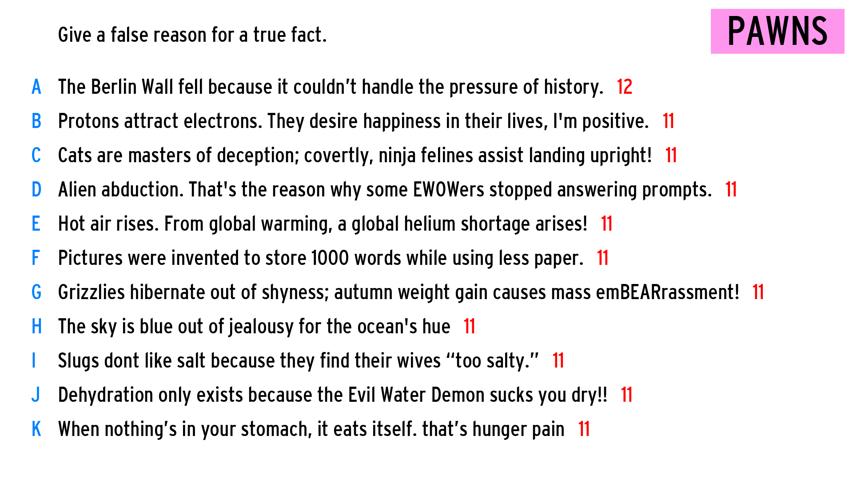 Give a false reason for a true fact.
PAWNS
A The Berlin Wall fell because it couldn't handle the pressure of history. 12
B Protons attract electrons. They desire happiness in their lives, I'm positive. 11
C Cats are masters of deception; covertly, ninja felines assist landing upright! 11
D Alien abduction. That's the reason why some EWOWers stopped answering prompts. 11
E Hot air rises. From global warming, a global helium shortage arises! 11
F Pictures were invented to store 1000 words while using less paper. 11
G Grizzlies hibernate out of shyness; autumn weight gain causes mass emBEARrassment! 11
H The sky is blue out of jealousy for the ocean's hue 11
I Slugs dont like salt because they find their wives “too salty.” 11
J Dehydration only exists because the Evil Water Demon sucks you dry!! 11
K When nothing’s in your stomach, it eats itself. that’s hunger pain 11